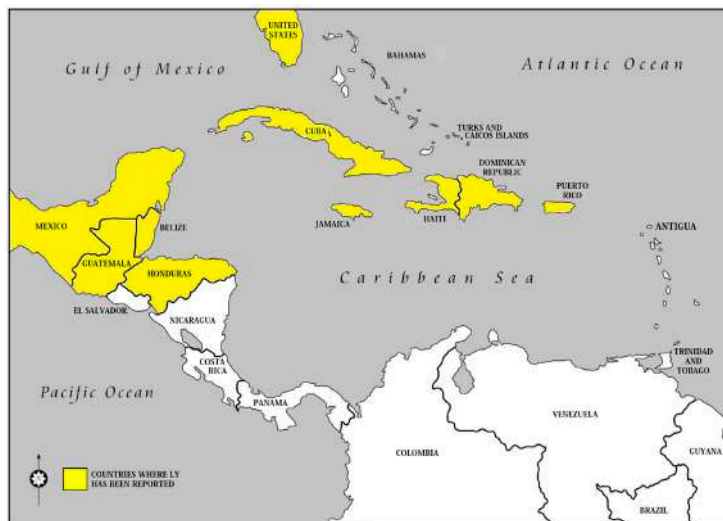 UNITED
STATES
Gulf of Mexico
BAHAMAS
Atlantic Ocean
CUBA
TURKS AND
CAICOS ISLANDS
DOMINICAN
REPUBLIC
PUERTO
RICO
MEXICO
BELIZE
JAMAICA
HAITI
ANTIGUA
GUATEMALA
HONDURAS
Caribbean Sea
EL SALVADOR
NICARAGUA
COSTA
RICA
TRINIDAD
AND
TOBAGO
Pacific Ocean
PANAMA
VENEZUELA
COLOMBIA
GUYANA
BRAZIL
COUNTRIES WHERE LY
HAS BEEN REPORTED